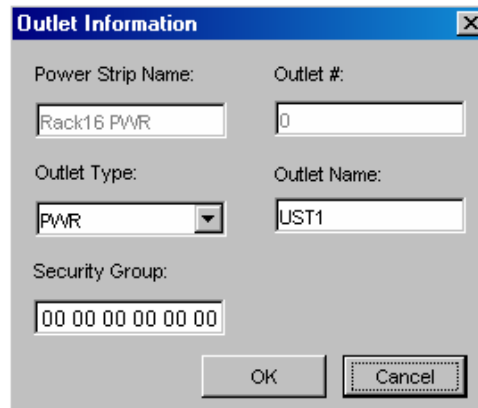 Outlet Information
Power Strip Name: Outlet #:
Rack16 PWR 0
Outlet Type: Outlet Name:
PWR UST1
Security Group:
00 00 00 00 00 00
OK Cancel